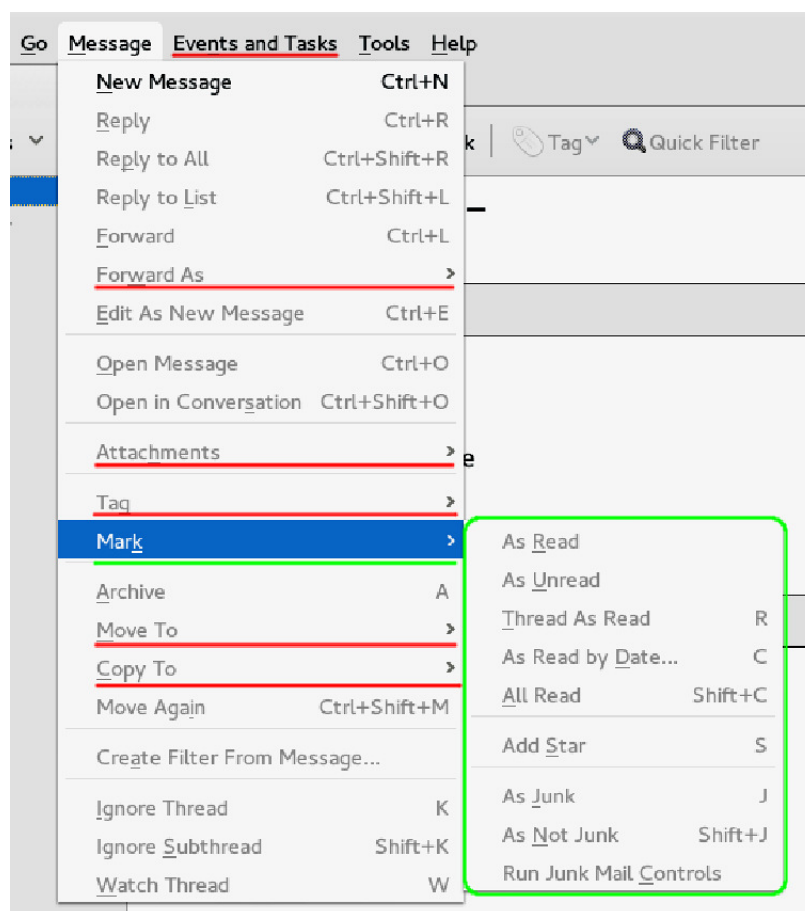 Go Message Events and Tasks Tools Help
New Message Ctrl+N
Reply Ctrl+R
Reply to All Ctrl+Shift+R
Reply to List Ctrl+Shift+L
Forward Ctrl+L
Forward As
Edit As New Message Ctrl+E
Open Message Ctrl+O
Open in Conversation Ctrl+Shift+O
Attachments
Tag
Mark
Archive A
Move To
Copy To
Move Again Ctrl+Shift+M
Create Filter From Message...
Ignore Thread K
Ignore Subthread Shift+K
Watch Thread W
k Tag Quick Filter
e
As Read
As Unread
Thread As Read R
As Read by Date... C
All Read Shift+C
Add Star S
As Junk J
As Not Junk Shift+J
Run Junk Mail Controls